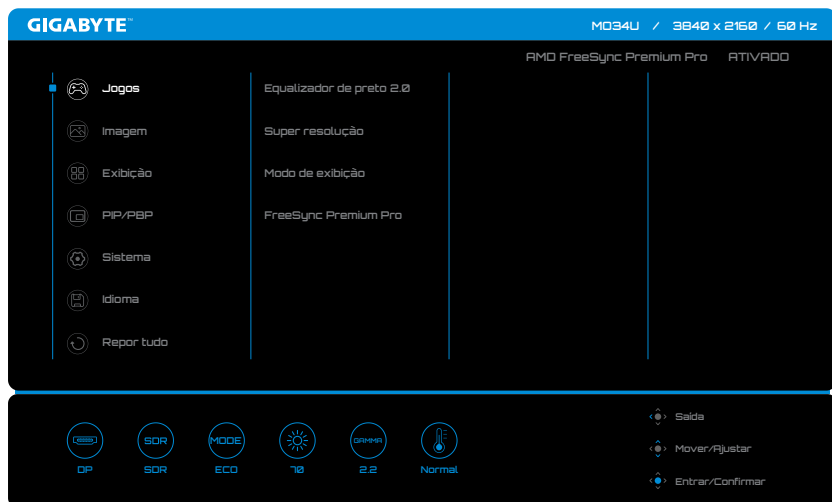 GIGABYTE™
MO34U / 3840 x 2160 / 60 Hz
AMD FreeSync Premium Pro ATIVADO
Jogos
Equalizador de preto 2.0
Imagem
Super resolução
Exibição
Modo de exibição
PIP/PBP
FreeSync Premium Pro
Sistema
Idioma
Repor tudo
SDR
MODE
GAMMA
DP
SDR
ECO
70
2.2
Normal
Saída
Mover/Ajustar
Entrar/Confirmar